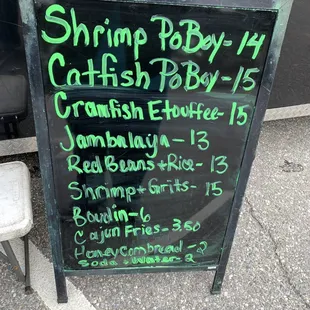 Shrimp PoBoy - 14
Catfish PoBoy - 15
Crawfish Etouffee - 15
Jambalaya - 13
Red Beans + Rice - 13
Shrimp + Grits - 15
Boudin - 6
Cajun Fries - 3.50
Honey Cornbread - 2
Soda + Water - 2